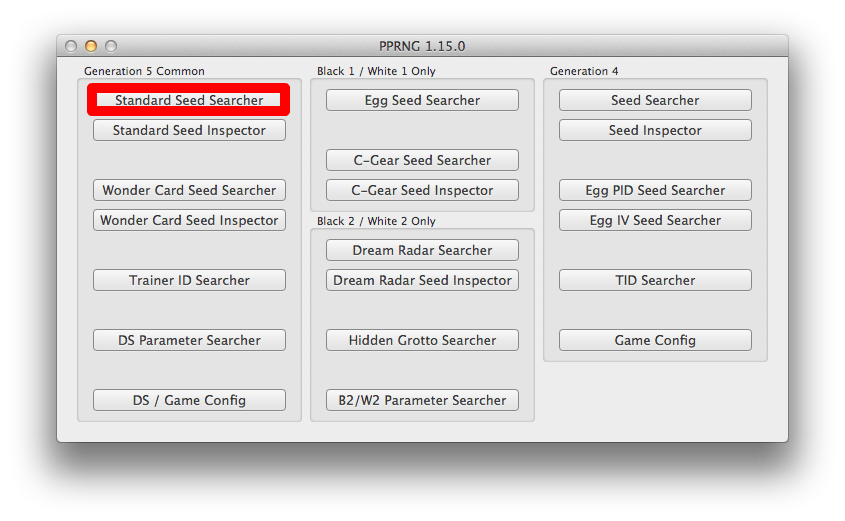 PPRNG 1.15.0
Generation 5 Common
Standard Seed Searcher
Standard Seed Inspector
Wonder Card Seed Searcher
Wonder Card Seed Inspector
Trainer ID Searcher
DS Parameter Searcher
DS / Game Config
Black 1 / White 1 Only
Egg Seed Searcher
C-Gear Seed Searcher
C-Gear Seed Inspector
Black 2 / White 2 Only
Dream Radar Searcher
Dream Radar Seed Inspector
Hidden Grotto Searcher
B2/W2 Parameter Searcher
Generation 4
Seed Searcher
Seed Inspector
Egg PID Seed Searcher
Egg IV Seed Searcher
TID Searcher
Game Config